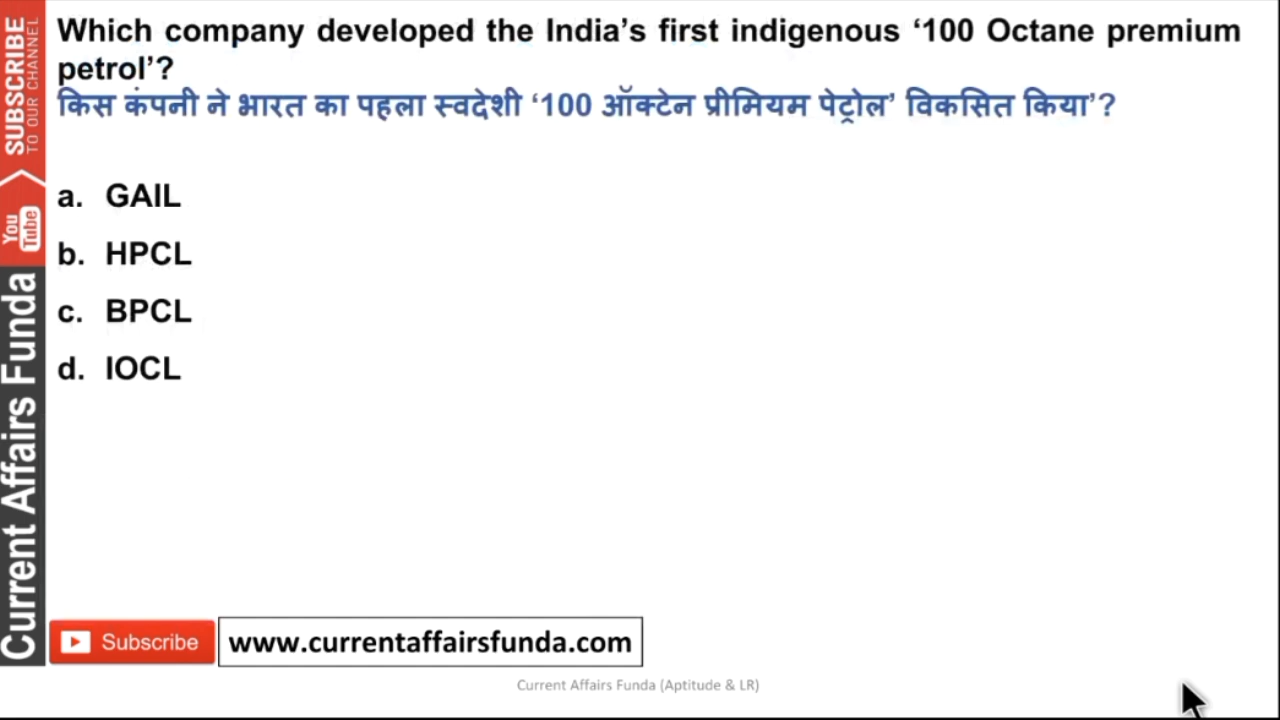 Which company developed the India’s first indigenous ‘100 Octane premium
petrol’?
किस कंपनी ने भारत का पहला स्वदेशी ‘100 ऑक्टेन प्रीमियम पेट्रोल’ विकसित किया’?
a. GAIL
b. HPCL
c. BPCL
d. IOCL
SUBSCRIBE
TO OUR CHANNEL
You
Tube
Current Affairs Funda
Subscribe
www.currentaffairsfunda.com
Current Affairs Funda (Aptitude & LR)